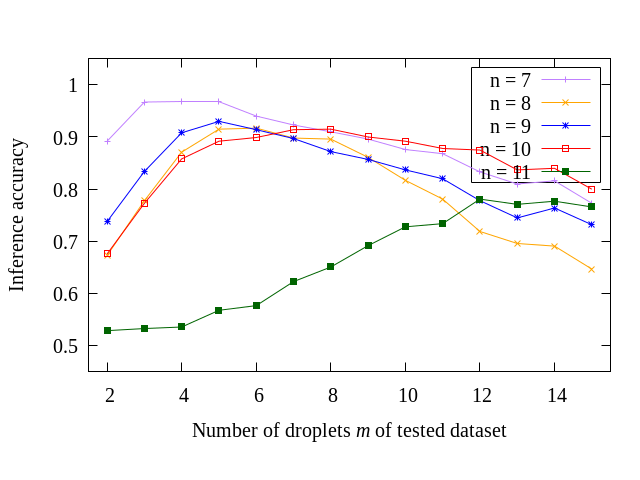 1
0.9
0.8
0.7
0.6
0.5
2 4 6 8 10 12 14
Inference accuracy
Number of droplets m of tested dataset
n = 7
n = 8
n = 9
n = 10
n = 11